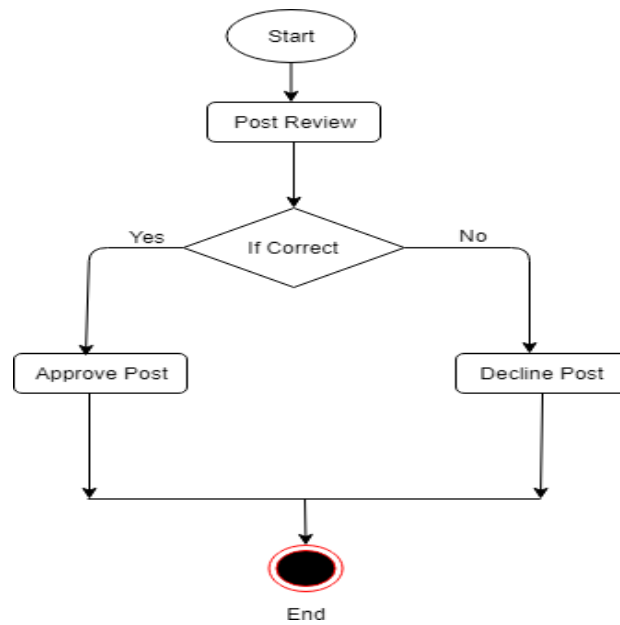 Start
Post Review
Yes
If Correct
No
Approve Post
Decline Post
End